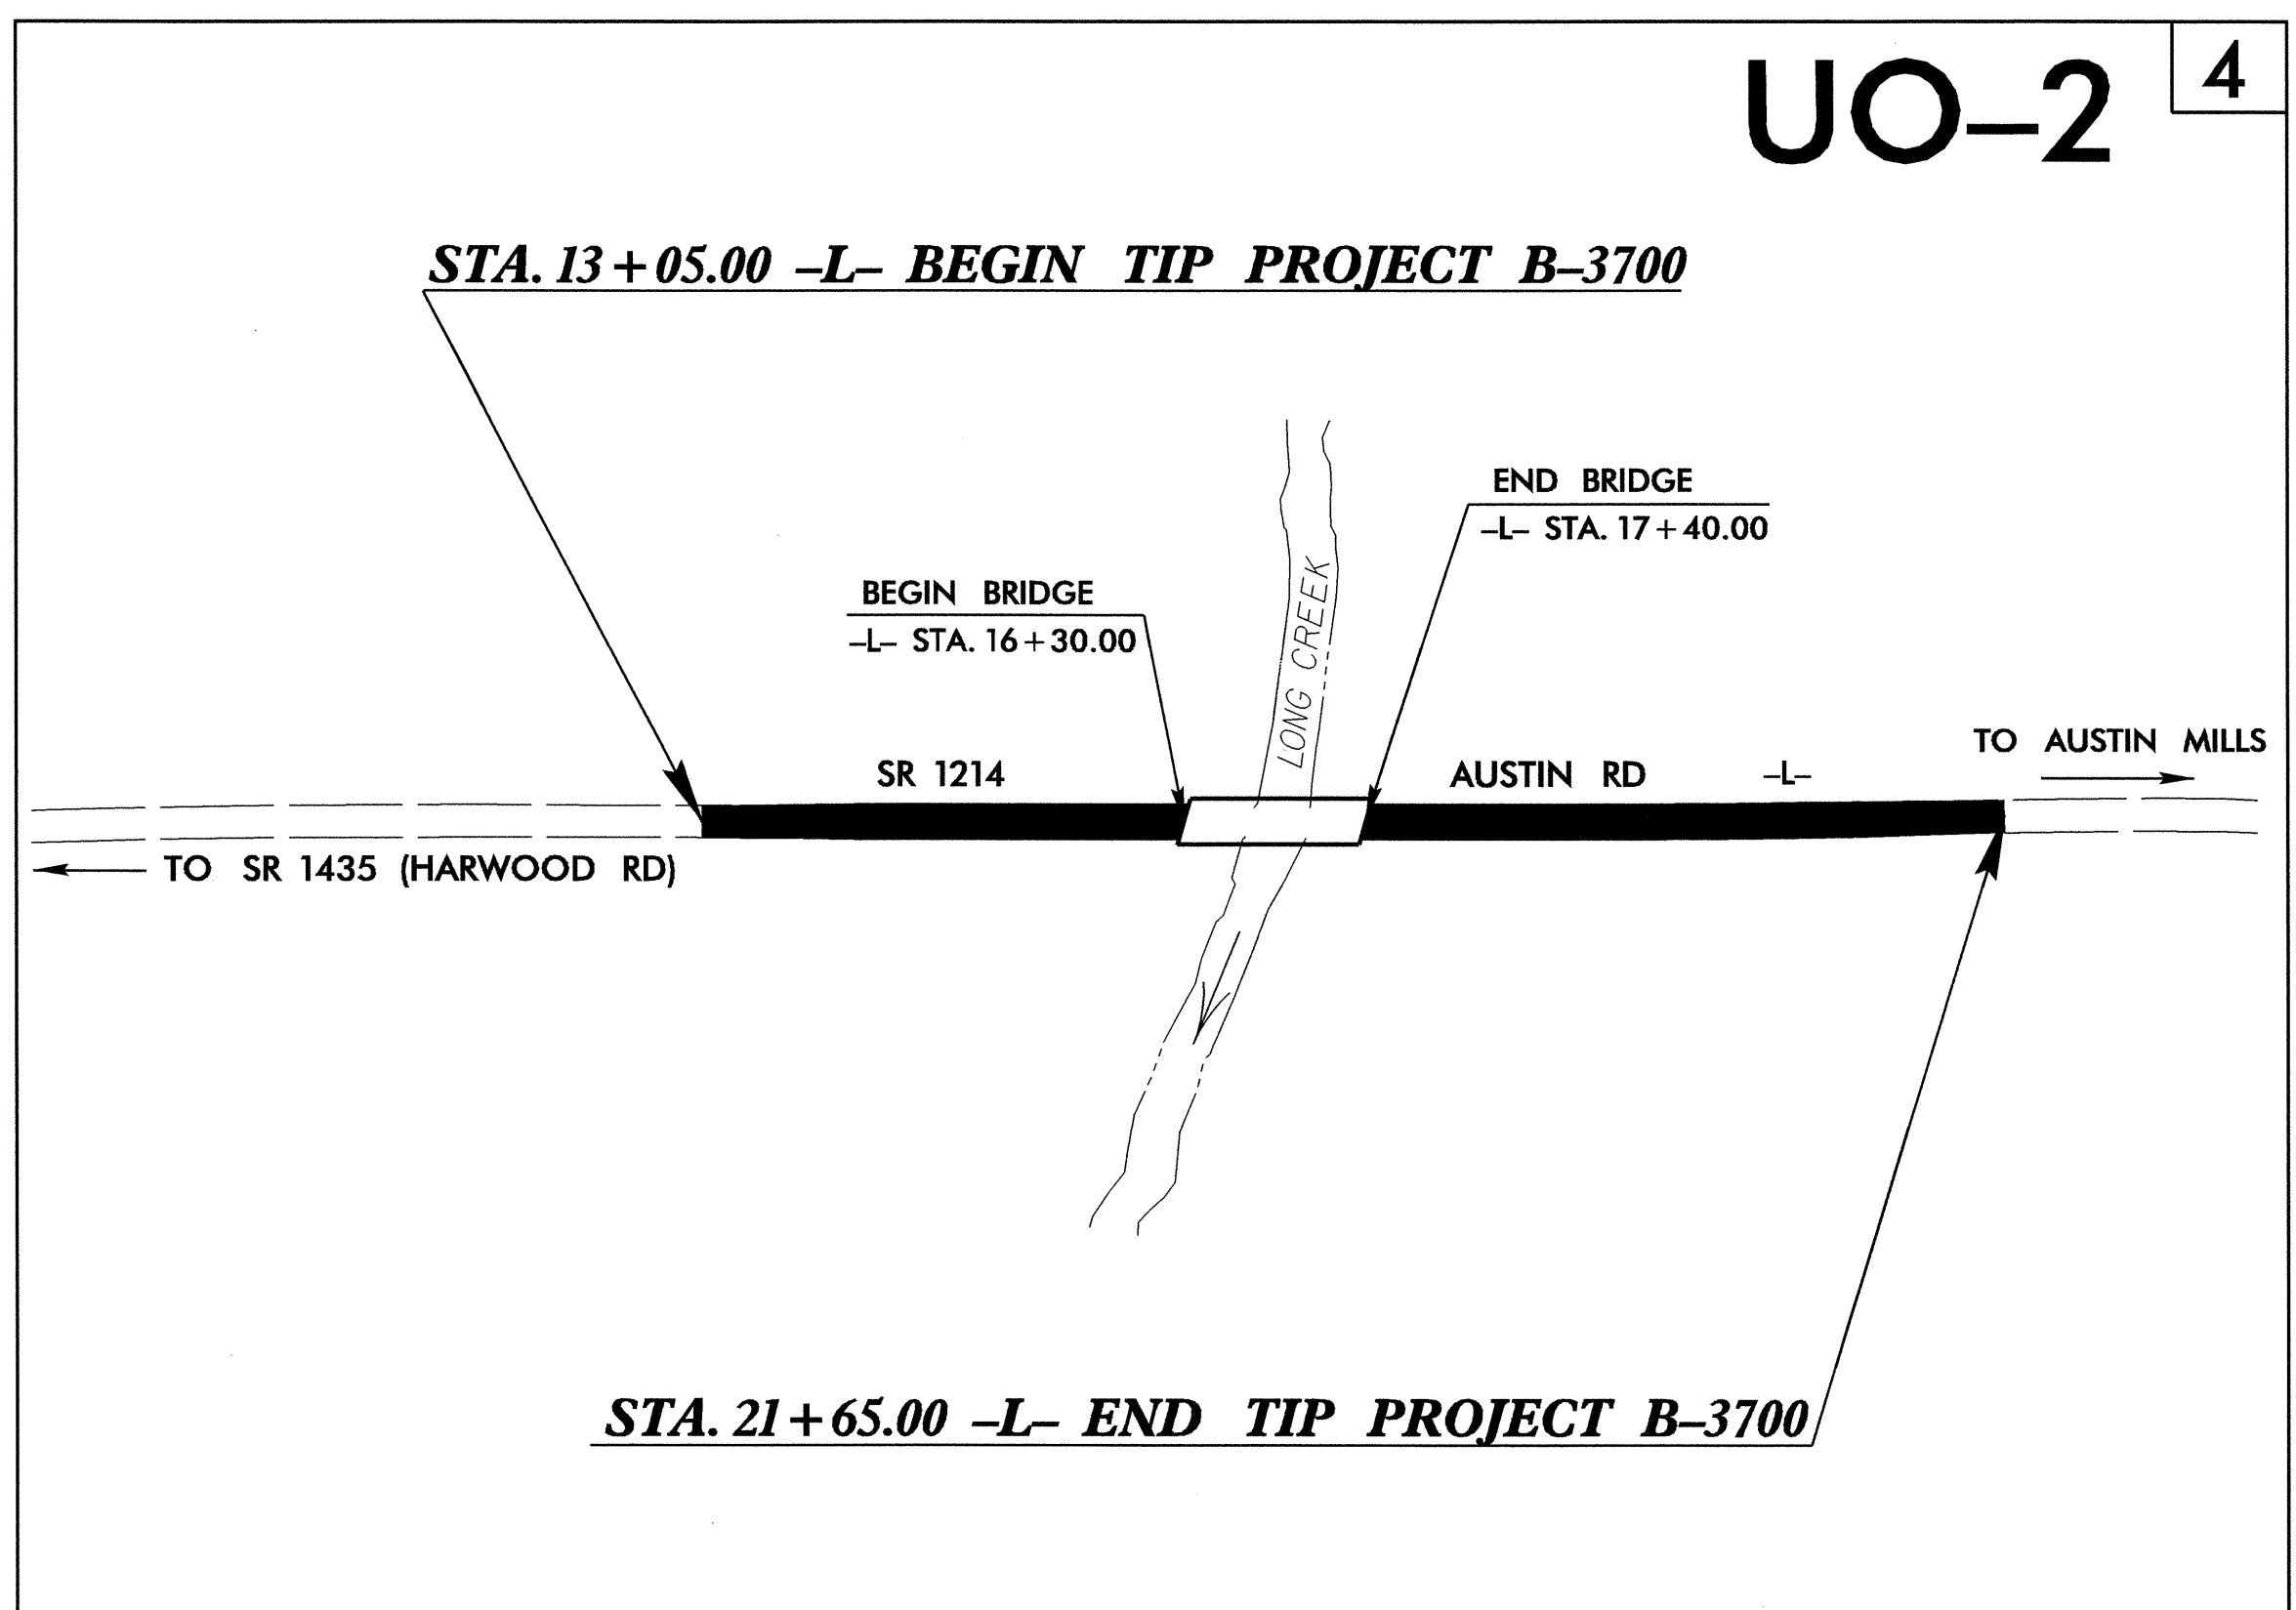 4
UO–2
STA. 13+05.00 –L– BEGIN TIP PROJECT B–3700
END BRIDGE
–L– STA. 17+40.00
BEGIN BRIDGE
–L– STA. 16+30.00
LONG CREEK
TO AUSTIN MILLS
SR 1214 AUSTIN RD –L–
TO SR 1435 (HARWOOD RD)
STA. 21+65.00 –L– END TIP PROJECT B–3700